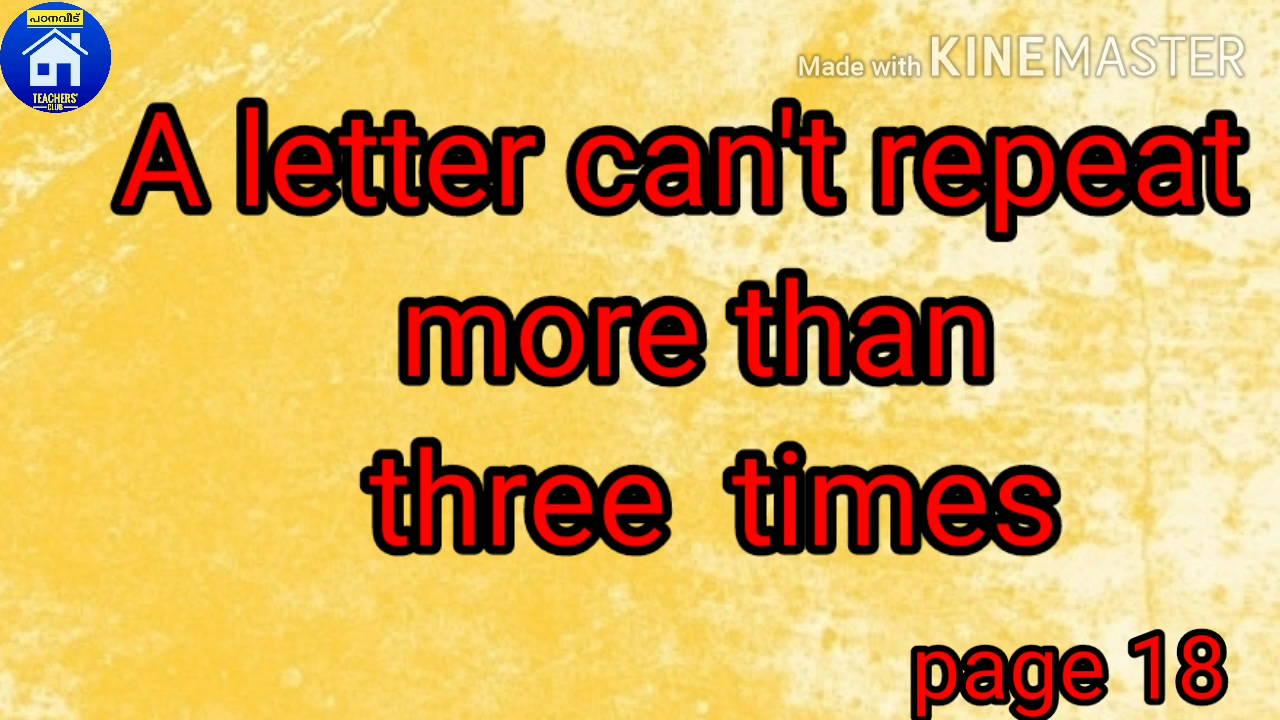 പഠനവീട്
TEACHERS'
CLUB
Made with KINEMASTER
A letter can't repeat
more than
three times
page 18